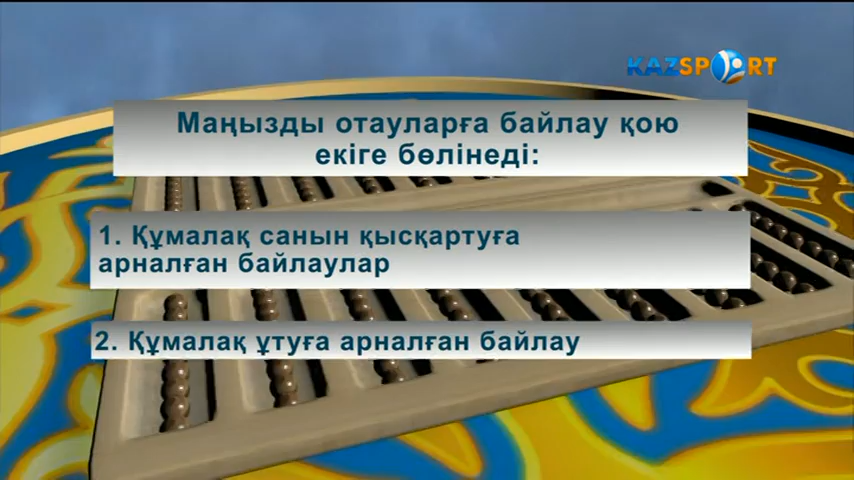 KAZSPORT
Маңызды отауларға байлау қою
екіге бөлінеді:
1. Құмалақ санын қысқартуға
арналған байлаулар
2. Құмалақ ұтуға арналған байлау